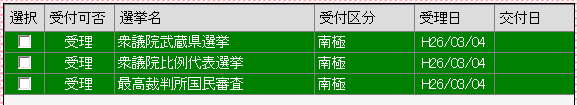 選択 受付可否 選挙名 受付区分 受理日 交付日
受理 衆議院武蔵県選挙 南極 H26/03/04
受理 衆議院比例代表選挙 南極 H26/03/04
受理 最高裁判所国民審査 南極 H26/03/04